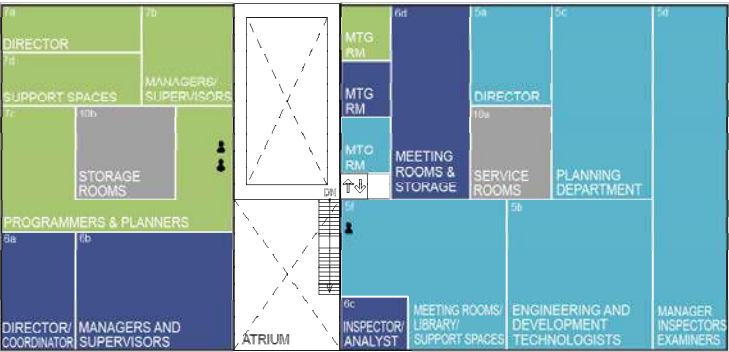 7a
DIRECTOR
7d
SUPPORT SPACES
7b
MANAGERS/
SUPERVISORS
7c
10b
STORAGE
ROOMS
PROGRAMMERS & PLANNERS
6a
DIRECTOR/
COORDINATOR
6b
MANAGERS AND
SUPERVISORS
DN
ATRIUM
MTG
RM
MTG
RM
MTG
RM
6d
MEETING
ROOMS &
STORAGE
5a
DIRECTOR
10a
SERVICE
ROOMS
5c
PLANNING
DEPARTMENT
5d
MANAGER
INSPECTORS
EXAMINERS
5f
MEETING ROOMS/
LIBRARY/
SUPPORT SPACES
6c
INSPECTOR/
ANALYST
5b
ENGINEERING AND
DEVELOPMENT
TECHNOLOGISTS